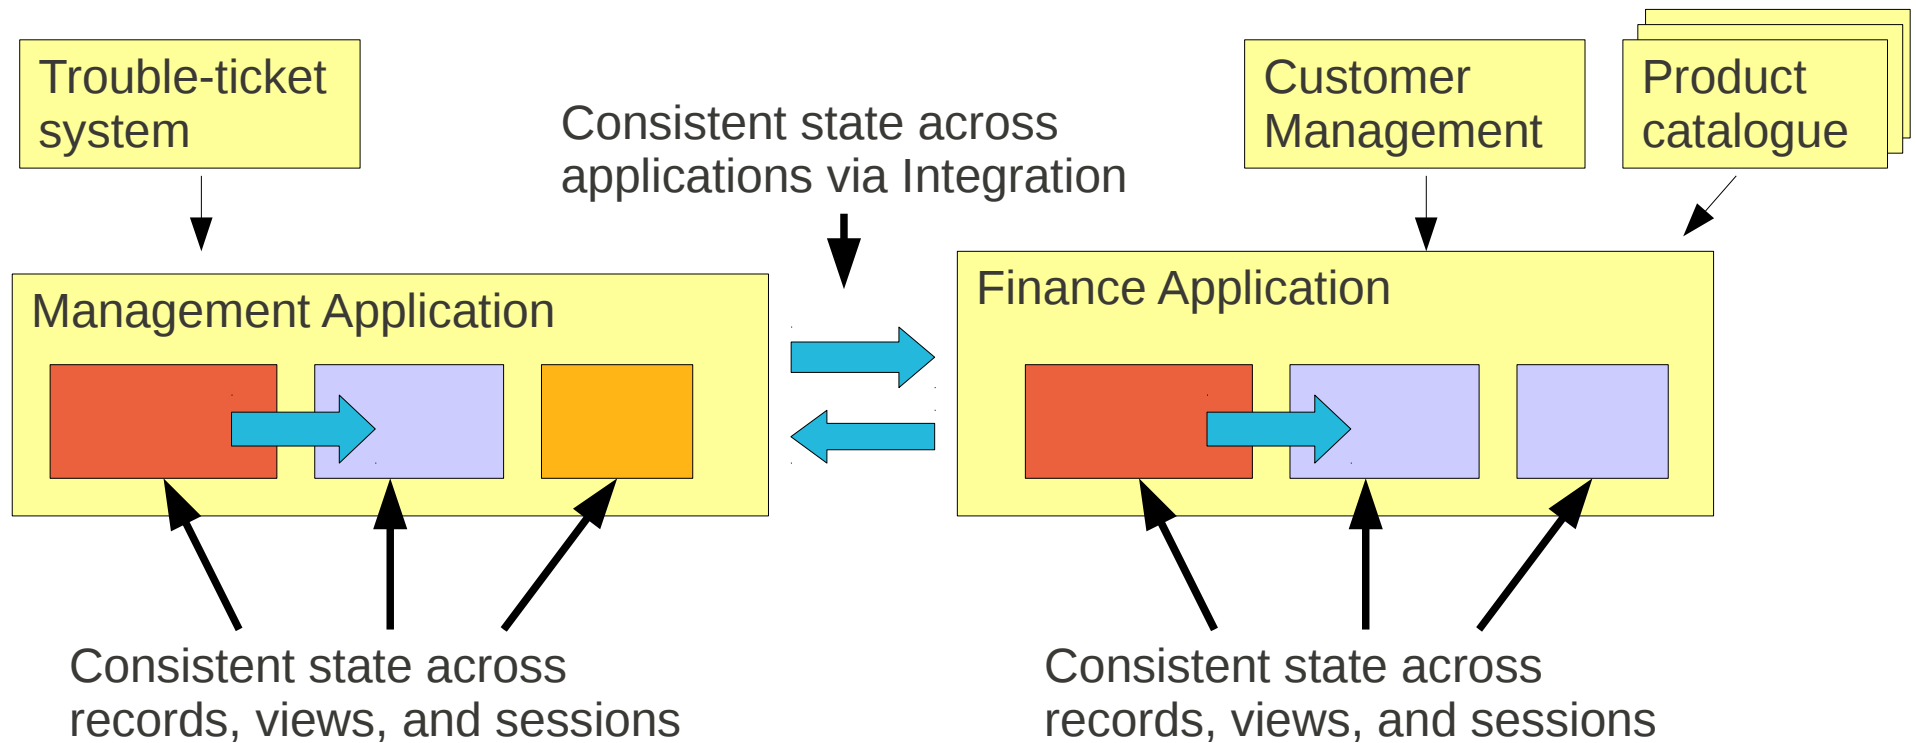 Trouble-ticket
system
Consistent state across
applications via Integration
Customer
Management
Product
catalogue
Management Application
Finance Application
Consistent state across
records, views, and sessions
Consistent state across
records, views, and sessions